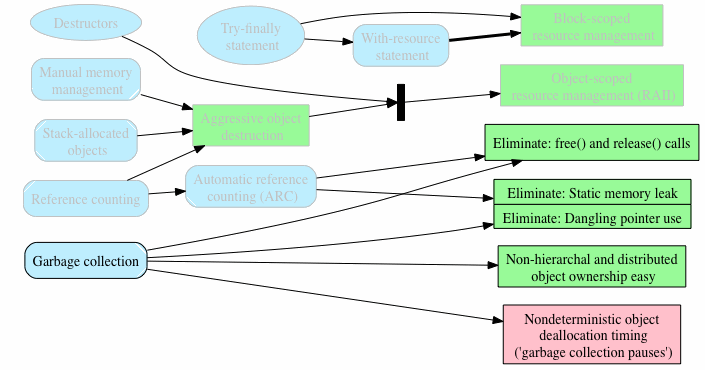 Destructors
Try-finally
statement
With-resource
statement
Block-scoped
resource management
Manual memory
management
Object-scoped
resource management (RAII)
Aggressive object
destruction
Stack-allocated
objects
Eliminate: free() and release() calls
Reference counting
Automatic reference
counting (ARC)
Eliminate: Static memory leak
Eliminate: Dangling pointer use
Garbage collection
Non-hierarchal and distributed
object ownership easy
Nondeterministic object
deallocation timing
('garbage collection pauses')